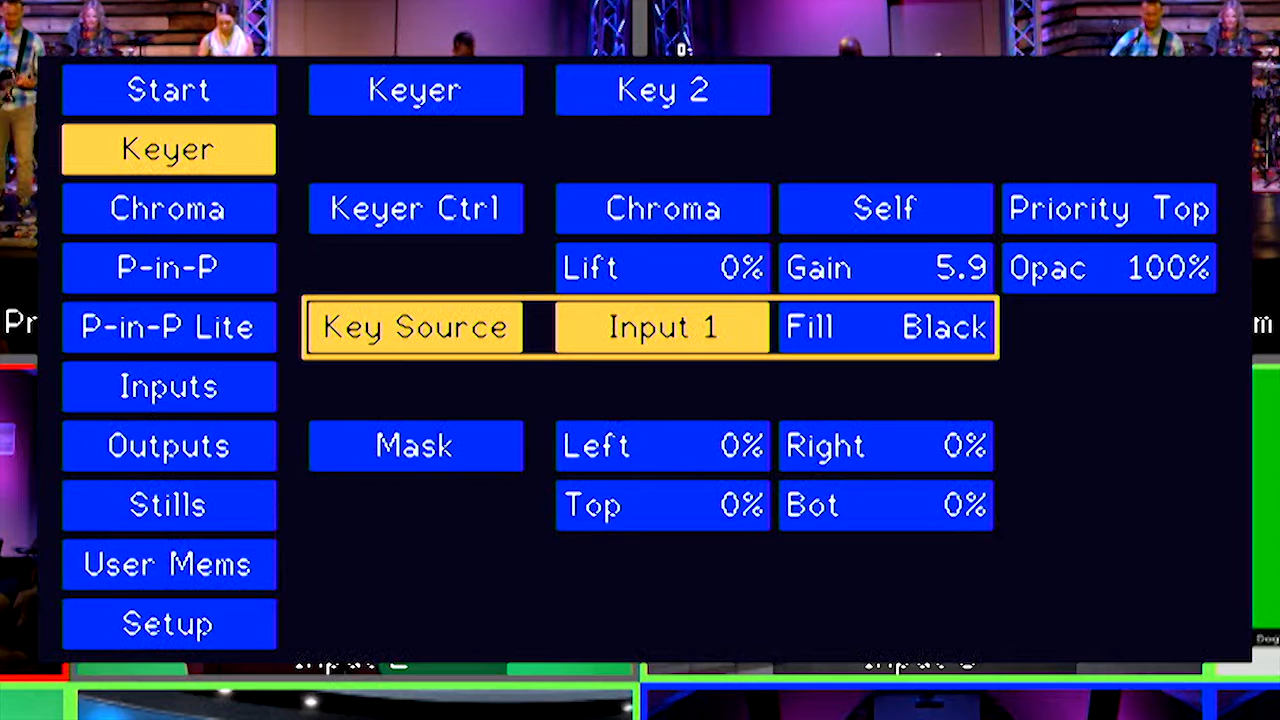 Start Keyer Key 2
Keyer
Chroma Keyer Ctrl Chroma Self Priority Top
P-in-P Lift 0% Gain 5.9 Opac 100%
P-in-P Lite Key Source Input 1 Fill Black
Inputs
Outputs Mask Left 0% Right 0%
Stills Top 0% Bot 0%
User Mems
Setup